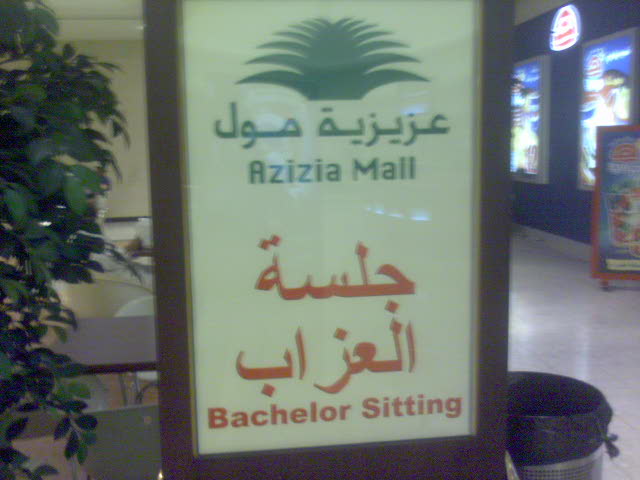 عزيزية مول
Azizia Mall
جلسة
العزاب
Bachelor Sitting